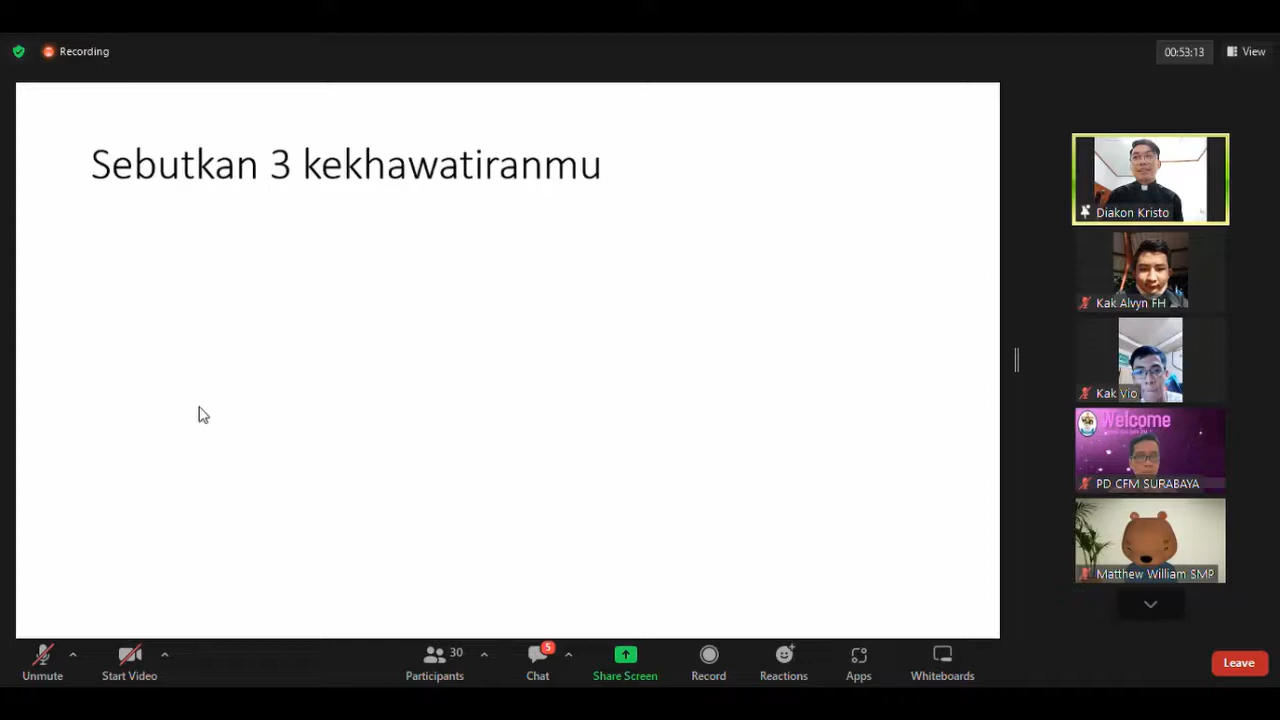 Recording
00:53:13
View
Sebutkan 3 kekhawatiranmu
Diakon Kristo
Kak Alvyn FH
Kak Vio
Welcome
PD CFM SURABAYA
Matthew William SMP
Unmute
Start Video
30
Participants
5
Chat
Share Screen
Record
Reactions
Apps
Whiteboards
Leave